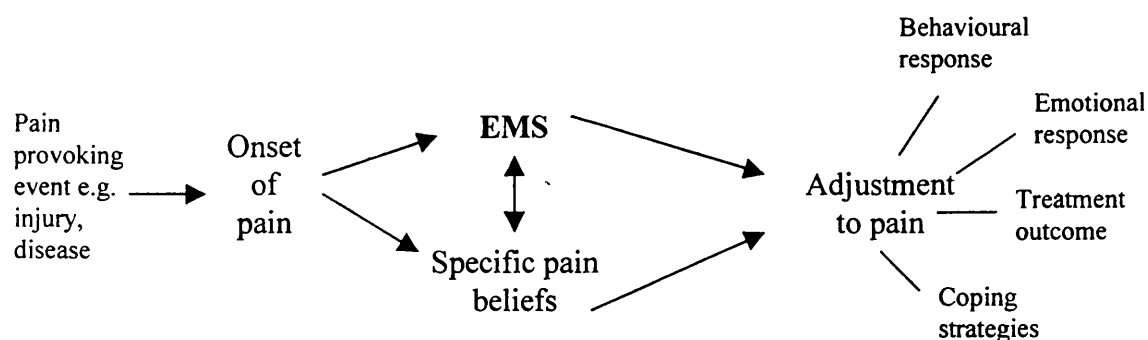 Pain
provoking
event e.g.
injury,
disease
Onset
of
pain
EMS
Specific pain
beliefs
Adjustment
to pain
Behavioural
response
Emotional
response
Treatment
outcome
Coping
strategies